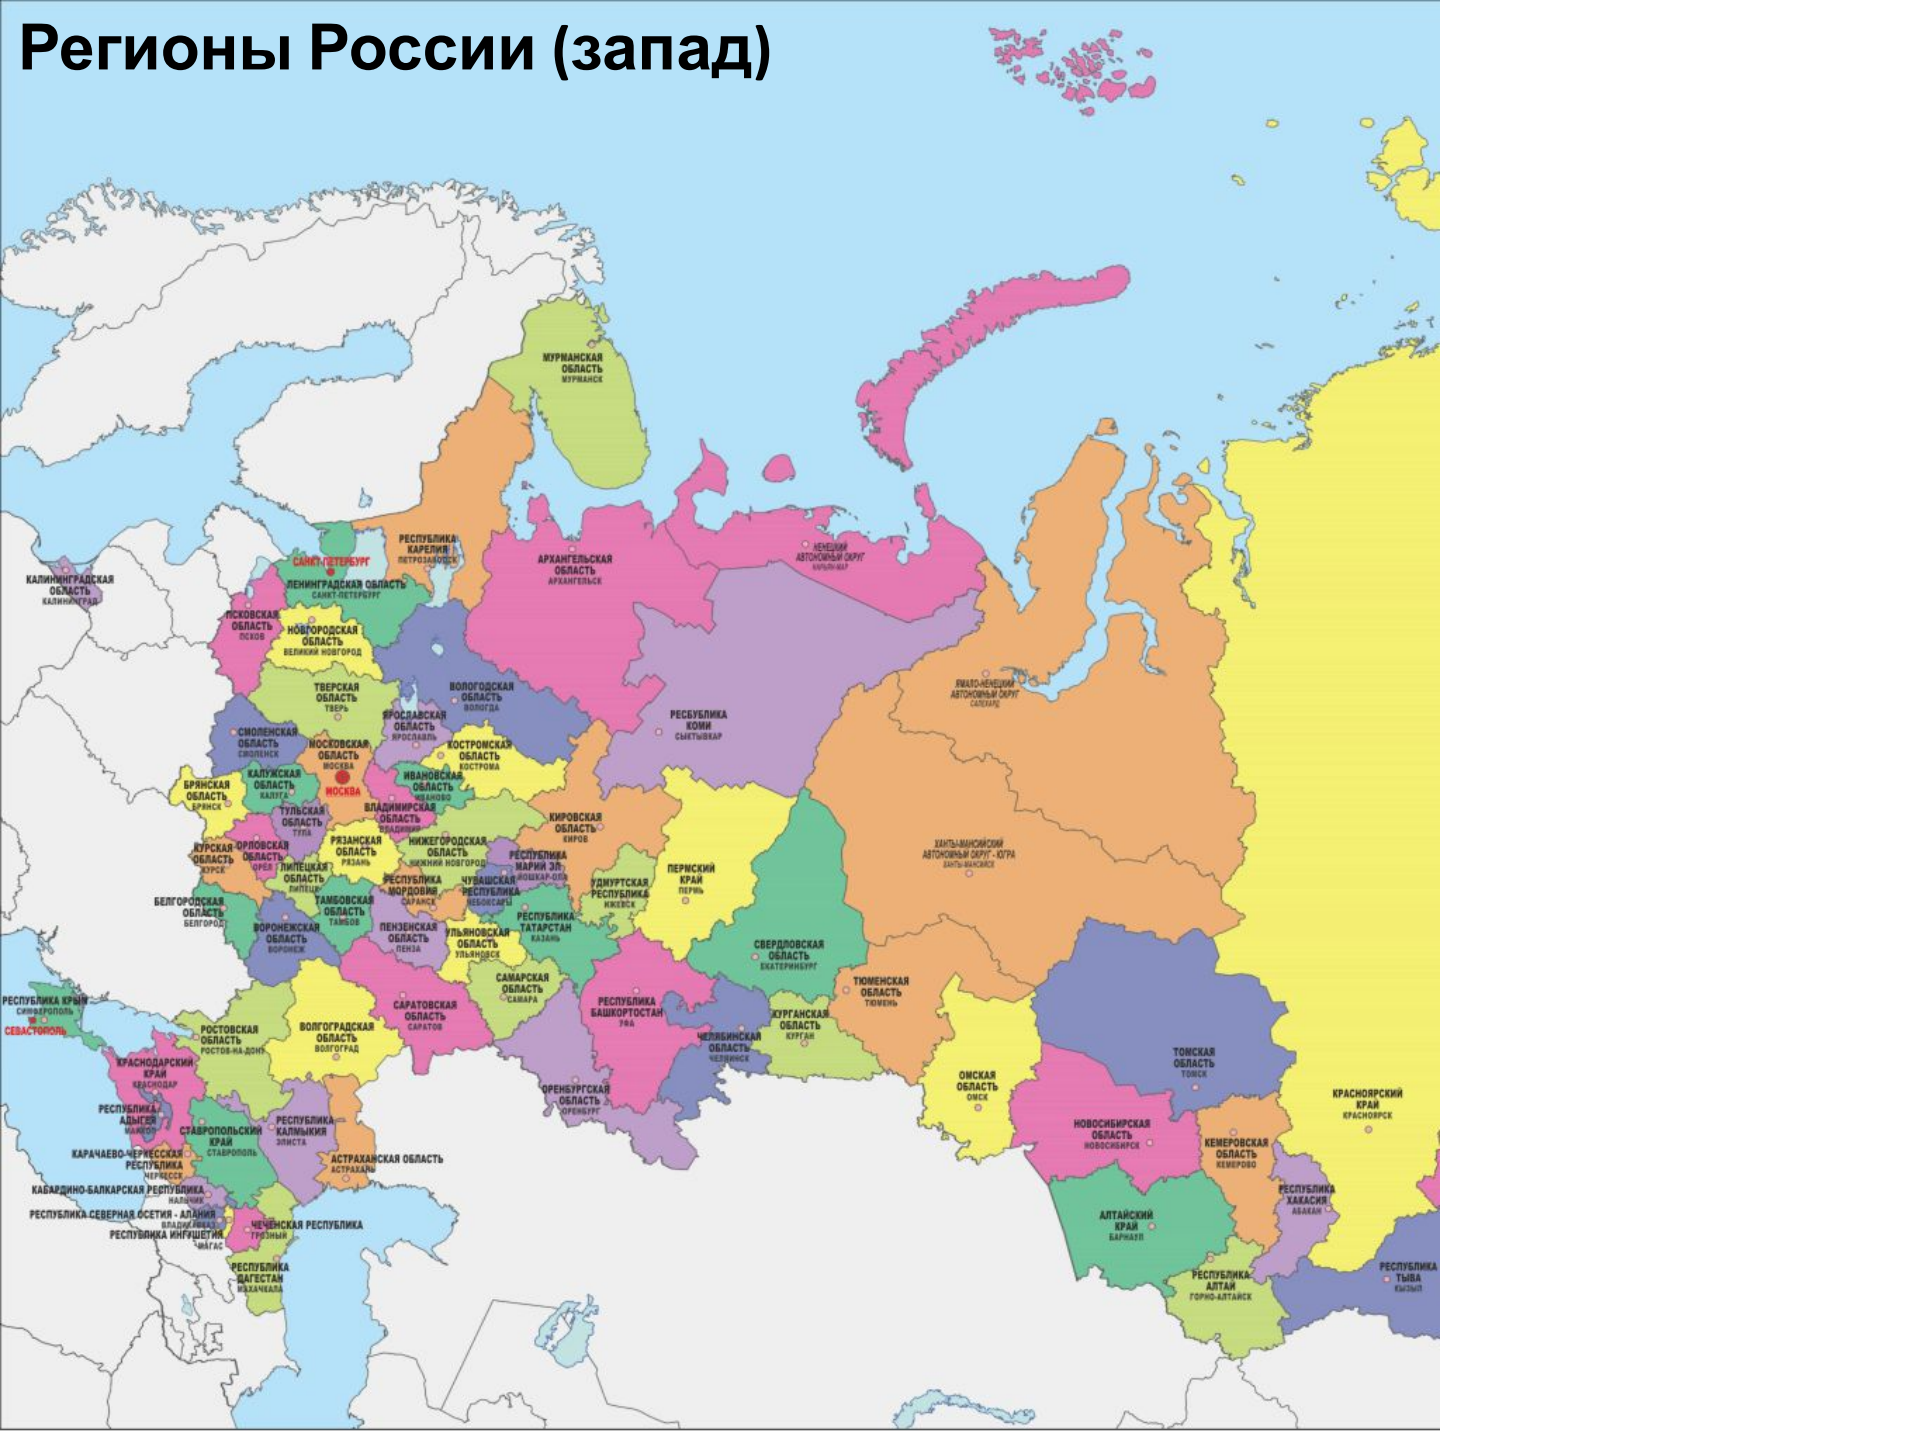 Регионы России (запад)
МУРМАНСКАЯ
ОБЛАСТЬ
МУРМАНСК
РЕСПУБЛИКА
КАРЕЛИЯ
ПЕТРОЗАВОДСК
САНКТ-ПЕТЕРБУРГ
ЛЕНИНГРАДСКАЯ ОБЛАСТЬ
САНКТ-ПЕТЕРБУРГ
АРХАНГЕЛЬСКАЯ
ОБЛАСТЬ
АРХАНГЕЛЬСК
НЕНЕЦКИЙ
АВТОНОМНЫЙ ОКРУГ
НАРЬЯН-МАР
КАЛИНИНГРАДСКАЯ
ОБЛАСТЬ
КАЛИНИНГРАД
ПСКОВСКАЯ
ОБЛАСТЬ
ПСКОВ
НОВГОРОДСКАЯ
ОБЛАСТЬ
ВЕЛИКИЙ НОВГОРОД
ТВЕРСКАЯ
ОБЛАСТЬ
ТВЕРЬ
ВОЛОГОДСКАЯ
ОБЛАСТЬ
ВОЛОГДА
ЯРОСЛАВСКАЯ
ОБЛАСТЬ
ЯРОСЛАВЛЬ
РЕСБУБЛИКА
КОМИ
СЫКТЫВКАР
ЯМАЛО-НЕНЕЦКИЙ
АВТОНОМНЫЙ ОКРУГ
САЛЕХАРД
СМОЛЕНСКАЯ
ОБЛАСТЬ
СМОЛЕНСК
МОСКОВСКАЯ
ОБЛАСТЬ
МОСКВА
МОСКВА
КОСТРОМСКАЯ
ОБЛАСТЬ
КОСТРОМА
ИВАНОВСКАЯ
ОБЛАСТЬ
ИВАНОВО
БРЯНСКАЯ
ОБЛАСТЬ
БРЯНСК
КАЛУЖСКАЯ
ОБЛАСТЬ
КАЛУГА
ТУЛЬСКАЯ
ОБЛАСТЬ
ТУЛА
ВЛАДИМИРСКАЯ
ОБЛАСТЬ
ВЛАДИМИР
КИРОВСКАЯ
ОБЛАСТЬ
КИРОВ
КУРСКАЯ
ОБЛАСТЬ
КУРСК
ОРЛОВСКАЯ
ОБЛАСТЬ
ОРЁЛ
РЯЗАНСКАЯ
ОБЛАСТЬ
РЯЗАНЬ
НИЖЕГОРОДСКАЯ
ОБЛАСТЬ
НИЖНИЙ НОВГОРОД
РЕСПУБЛИКА
МАРИЙ ЭЛ
ЙОШКАР-ОЛА
ЛИПЕЦКАЯ
ОБЛАСТЬ
ЛИПЕЦК
РЕСПУБЛИКА
МОРДОВИЯ
САРАНСК
ЧУВАШСКАЯ
РЕСПУБЛИКА
ЧЕБОКСАРЫ
УДМУРТСКАЯ
РЕСПУБЛИКА
ИЖЕВСК
ПЕРМСКИЙ
КРАЙ
ПЕРМЬ
ХАНТЫ-МАНСИЙСКИЙ
АВТОНОМНЫЙ ОКРУГ - ЮГРА
ХАНТЫ-МАНСИЙСК
БЕЛГОРОДСКАЯ
ОБЛАСТЬ
БЕЛГОРОД
ТАМБОВСКАЯ
ОБЛАСТЬ
ТАМБОВ
ВОРОНЕЖСКАЯ
ОБЛАСТЬ
ВОРОНЕЖ
ПЕНЗЕНСКАЯ
ОБЛАСТЬ
ПЕНЗА
УЛЬЯНОВСКАЯ
ОБЛАСТЬ
УЛЬЯНОВСК
РЕСПУБЛИКА
ТАТАРСТАН
КАЗАНЬ
СВЕРДЛОВСКАЯ
ОБЛАСТЬ
ЕКАТЕРИНБУРГ
ТЮМЕНСКАЯ
ОБЛАСТЬ
ТЮМЕНЬ
РЕСПУБЛИКА КРЫМ
СИМФЕРОПОЛЬ
СЕВАСТОПОЛЬ
САМАРСКАЯ
ОБЛАСТЬ
САМАРА
САРАТОВСКАЯ
ОБЛАСТЬ
САРАТОВ
РЕСПУБЛИКА
БАШКОРТОСТАН
УФА
КУРГАНСКАЯ
ОБЛАСТЬ
КУРГАН
РОСТОВСКАЯ
ОБЛАСТЬ
РОСТОВ-НА-ДОНУ
ВОЛГОГРАДСКАЯ
ОБЛАСТЬ
ВОЛГОГРАД
ЧЕЛЯБИНСКАЯ
ОБЛАСТЬ
ЧЕЛЯБИНСК
КРАСНОДАРСКИЙ
КРАЙ
КРАСНОДАР
ОРЕНБУРГСКАЯ
ОБЛАСТЬ
ОРЕНБУРГ
ОМСКАЯ
ОБЛАСТЬ
ОМСК
ТОМСКАЯ
ОБЛАСТЬ
ТОМСК
КРАСНОЯРСКИЙ
КРАЙ
КРАСНОЯРСК
РЕСПУБЛИКА
АДЫГЕЯ
МАЙКОП
СТАВРОПОЛЬСКИЙ
КРАЙ
СТАВРОПОЛЬ
РЕСПУБЛИКА
КАЛМЫКИЯ
ЭЛИСТА
НОВОСИБИРСКАЯ
ОБЛАСТЬ
НОВОСИБИРСК
КЕМЕРОВСКАЯ
ОБЛАСТЬ
КЕМЕРОВО
КАРАЧАЕВО-ЧЕРКЕССКАЯ
РЕСПУБЛИКА
ЧЕРКЕССК
АСТРАХАНСКАЯ ОБЛАСТЬ
АСТРАХАНЬ
КАБАРДИНО-БАЛКАРСКАЯ РЕСПУБЛИКА
НАЛЬЧИК
РЕСПУБЛИКА
ХАКАСИЯ
АБАКАН
РЕСПУБЛИКА СЕВЕРНАЯ ОСЕТИЯ - АЛАНИЯ
ВЛАДИКАВКАЗ
РЕСПУБЛИКА ИНГУШЕТИЯ
МАГАС
ЧЕЧЕНСКАЯ РЕСПУБЛИКА
ГРОЗНЫЙ
АЛТАЙСКИЙ
КРАЙ
БАРНАУЛ
РЕСПУБЛИКА
ДАГЕСТАН
МАХАЧКАЛА
РЕСПУБЛИКА
АЛТАЙ
ГОРНО-АЛТАЙСК
РЕСПУБЛИКА
ТЫВА
КЫЗЫЛ